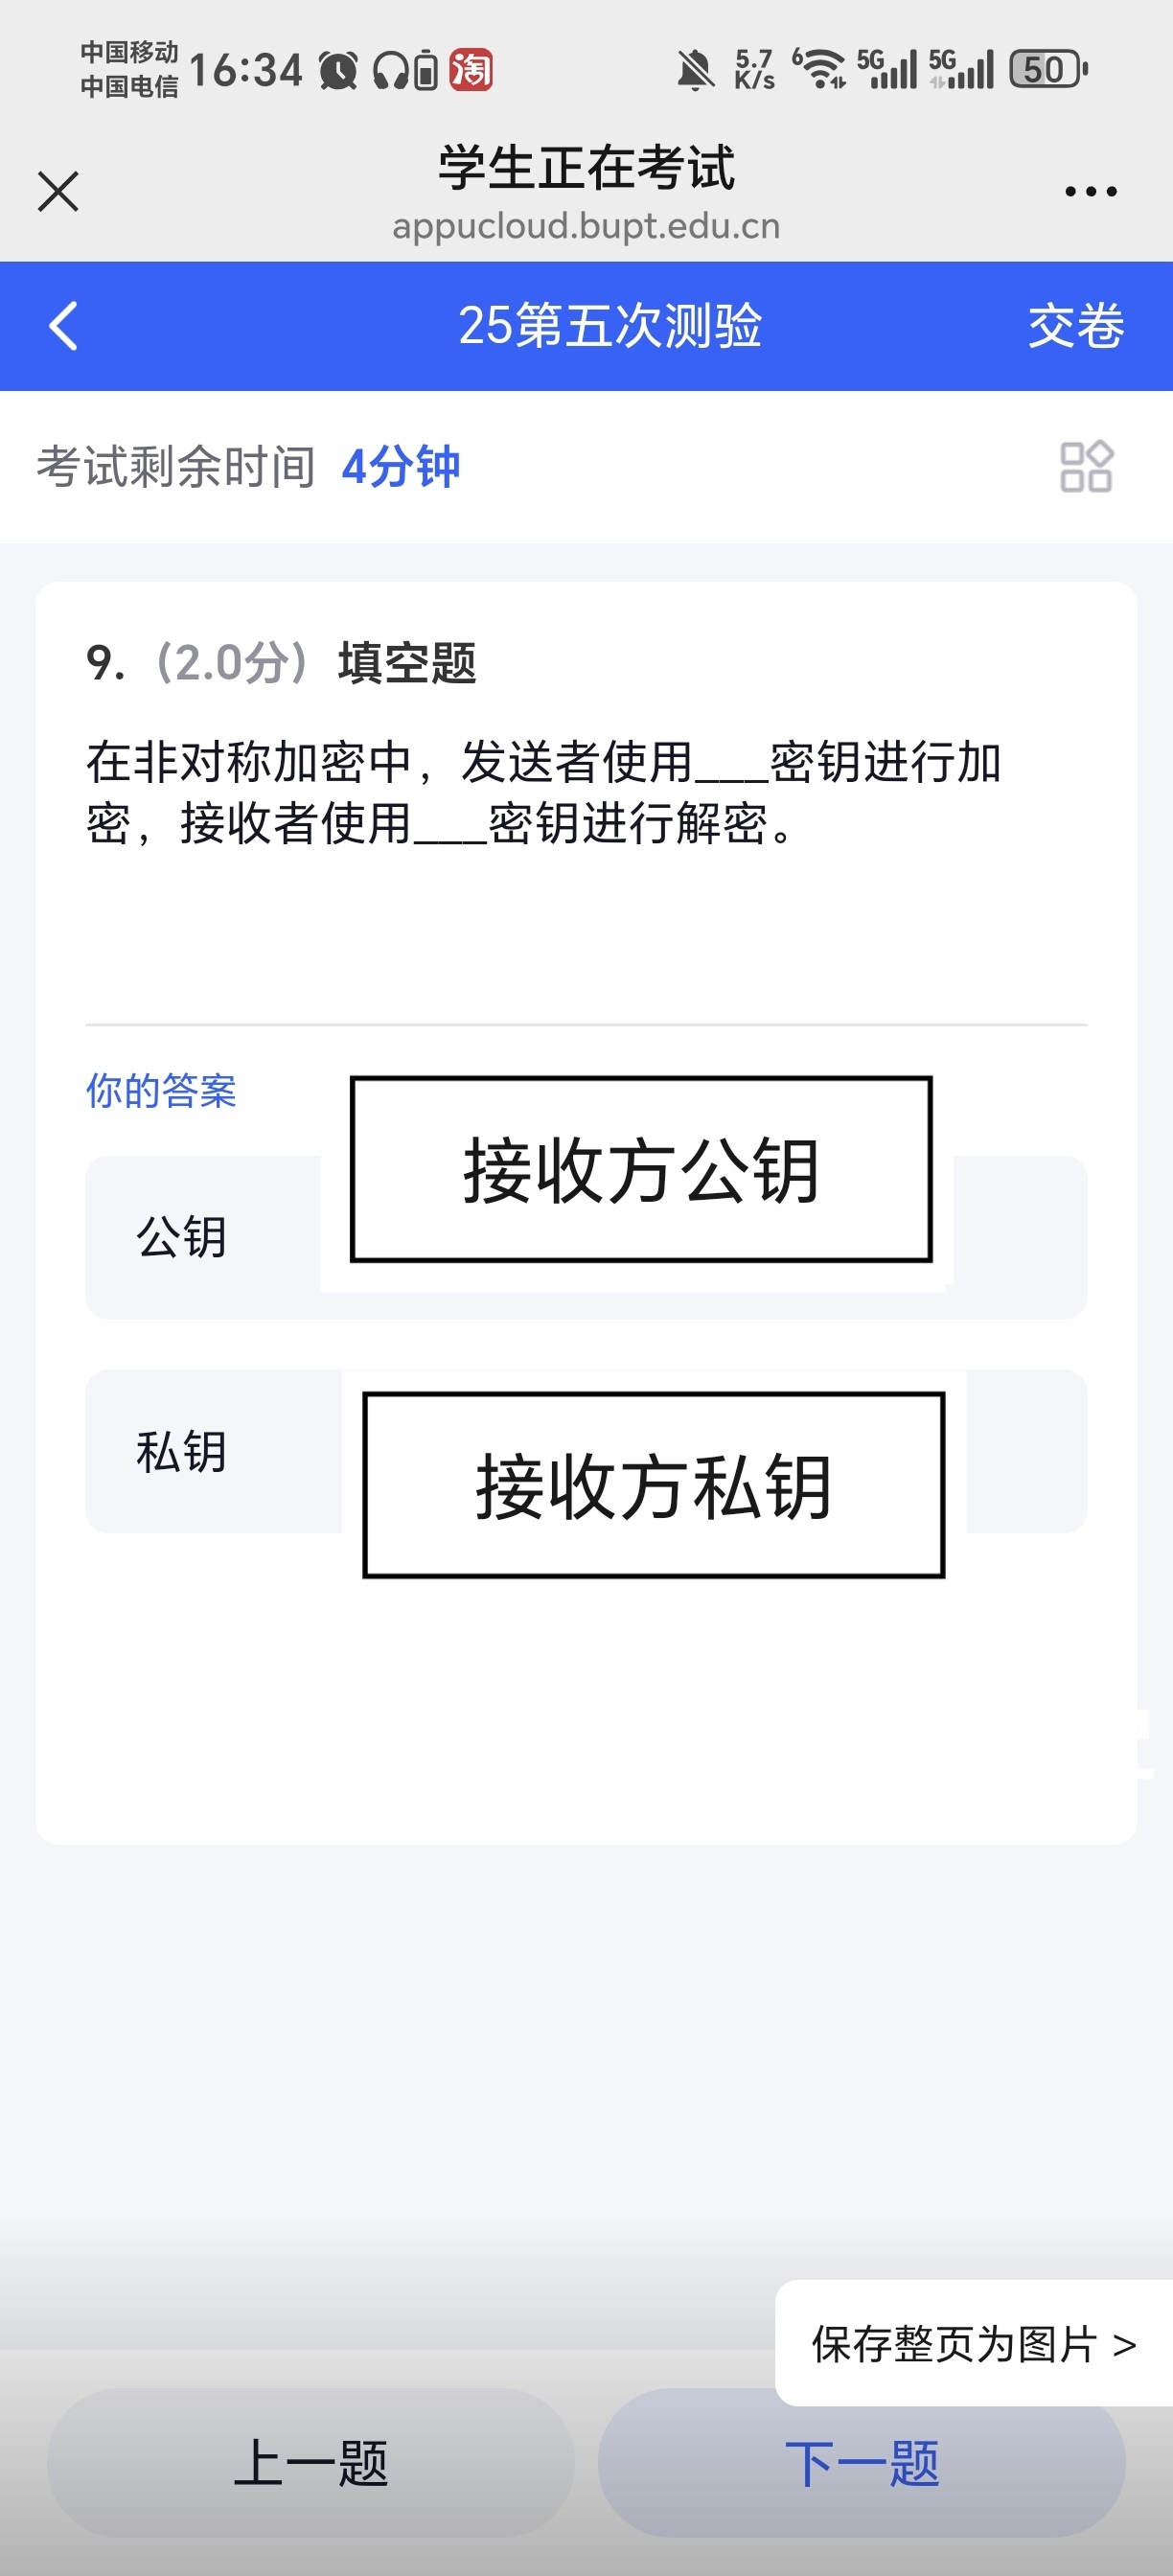 中国移动
中国电信
16:34
淘
5.7
K/s
6
5G
5G
50
学生正在考试
appucloud.bupt.edu.cn
25第五次测验
交卷
考试剩余时间 4分钟
9. (2.0分) 填空题
在非对称加密中，发送者使用___密钥进行加
密，接收者使用___密钥进行解密。
你的答案
接收方公钥
公钥
接收方私钥
私钥
保存整页为图片 >
上一题
下一题